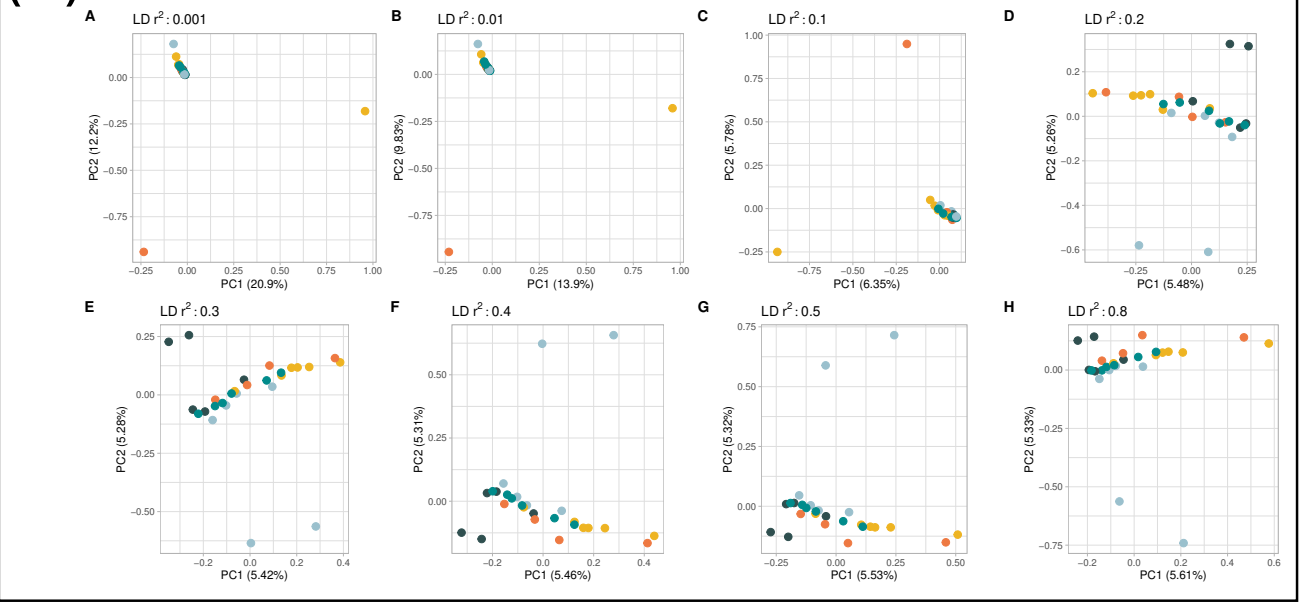 A LD r²: 0.001
0.00
−0.25
−0.50
−0.75
−0.25 0.00 0.25 0.50 0.75 1.00
PC1 (20.9%)
PC2 (12.2%)
B LD r²: 0.01
0.00
−0.25
−0.50
−0.75
−0.25 0.00 0.25 0.50 0.75 1.00
PC1 (13.9%)
PC2 (9.83%)
C LD r²: 0.1
1.00
0.75
0.50
0.25
0.00
−0.25
−0.75 −0.50 −0.25 0.00
PC1 (6.35%)
PC2 (5.78%)
D LD r²: 0.2
0.2
0.0
−0.2
−0.4
−0.6
−0.25 0.00 0.25
PC1 (5.48%)
PC2 (5.26%)
E LD r²: 0.3
0.25
0.00
−0.25
−0.50
−0.2 0.0 0.2 0.4
PC1 (5.42%)
PC2 (5.28%)
F LD r²: 0.4
0.50
0.25
0.00
−0.2 0.0 0.2 0.4
PC1 (5.46%)
PC2 (5.31%)
G LD r²: 0.5
0.75
0.50
0.25
0.00
−0.25 0.00 0.25 0.50
PC1 (5.53%)
PC2 (5.32%)
H LD r²: 0.8
0.00
−0.25
−0.50
−0.75
−0.2 0.0 0.2 0.4 0.6
PC1 (5.61%)
PC2 (5.33%)